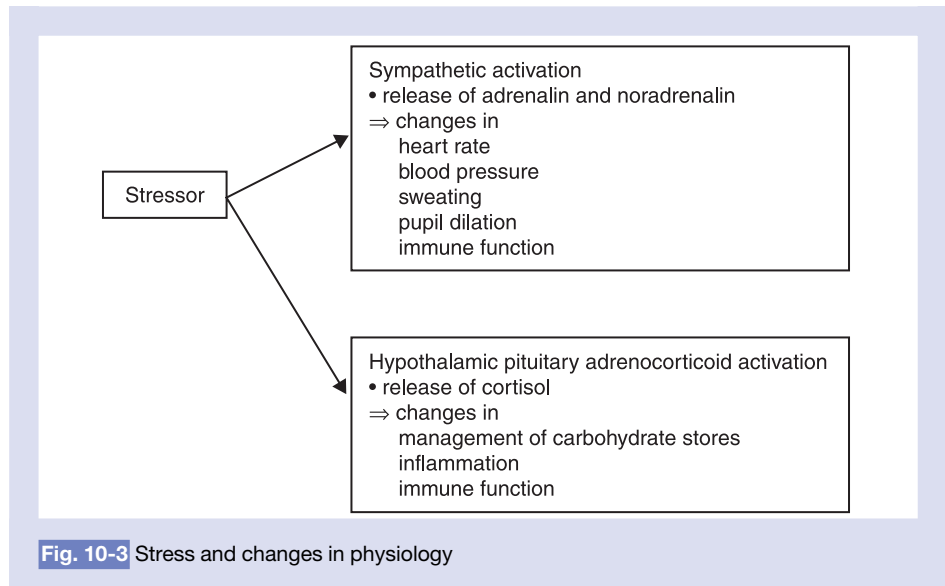 Stressor
Sympathetic activation
• release of adrenalin and noradrenalin
⇒ changes in
heart rate
blood pressure
sweating
pupil dilation
immune function
Hypothalamic pituitary adrenocorticoid activation
• release of cortisol
⇒ changes in
management of carbohydrate stores
inflammation
immune function
Fig. 10-3 Stress and changes in physiology